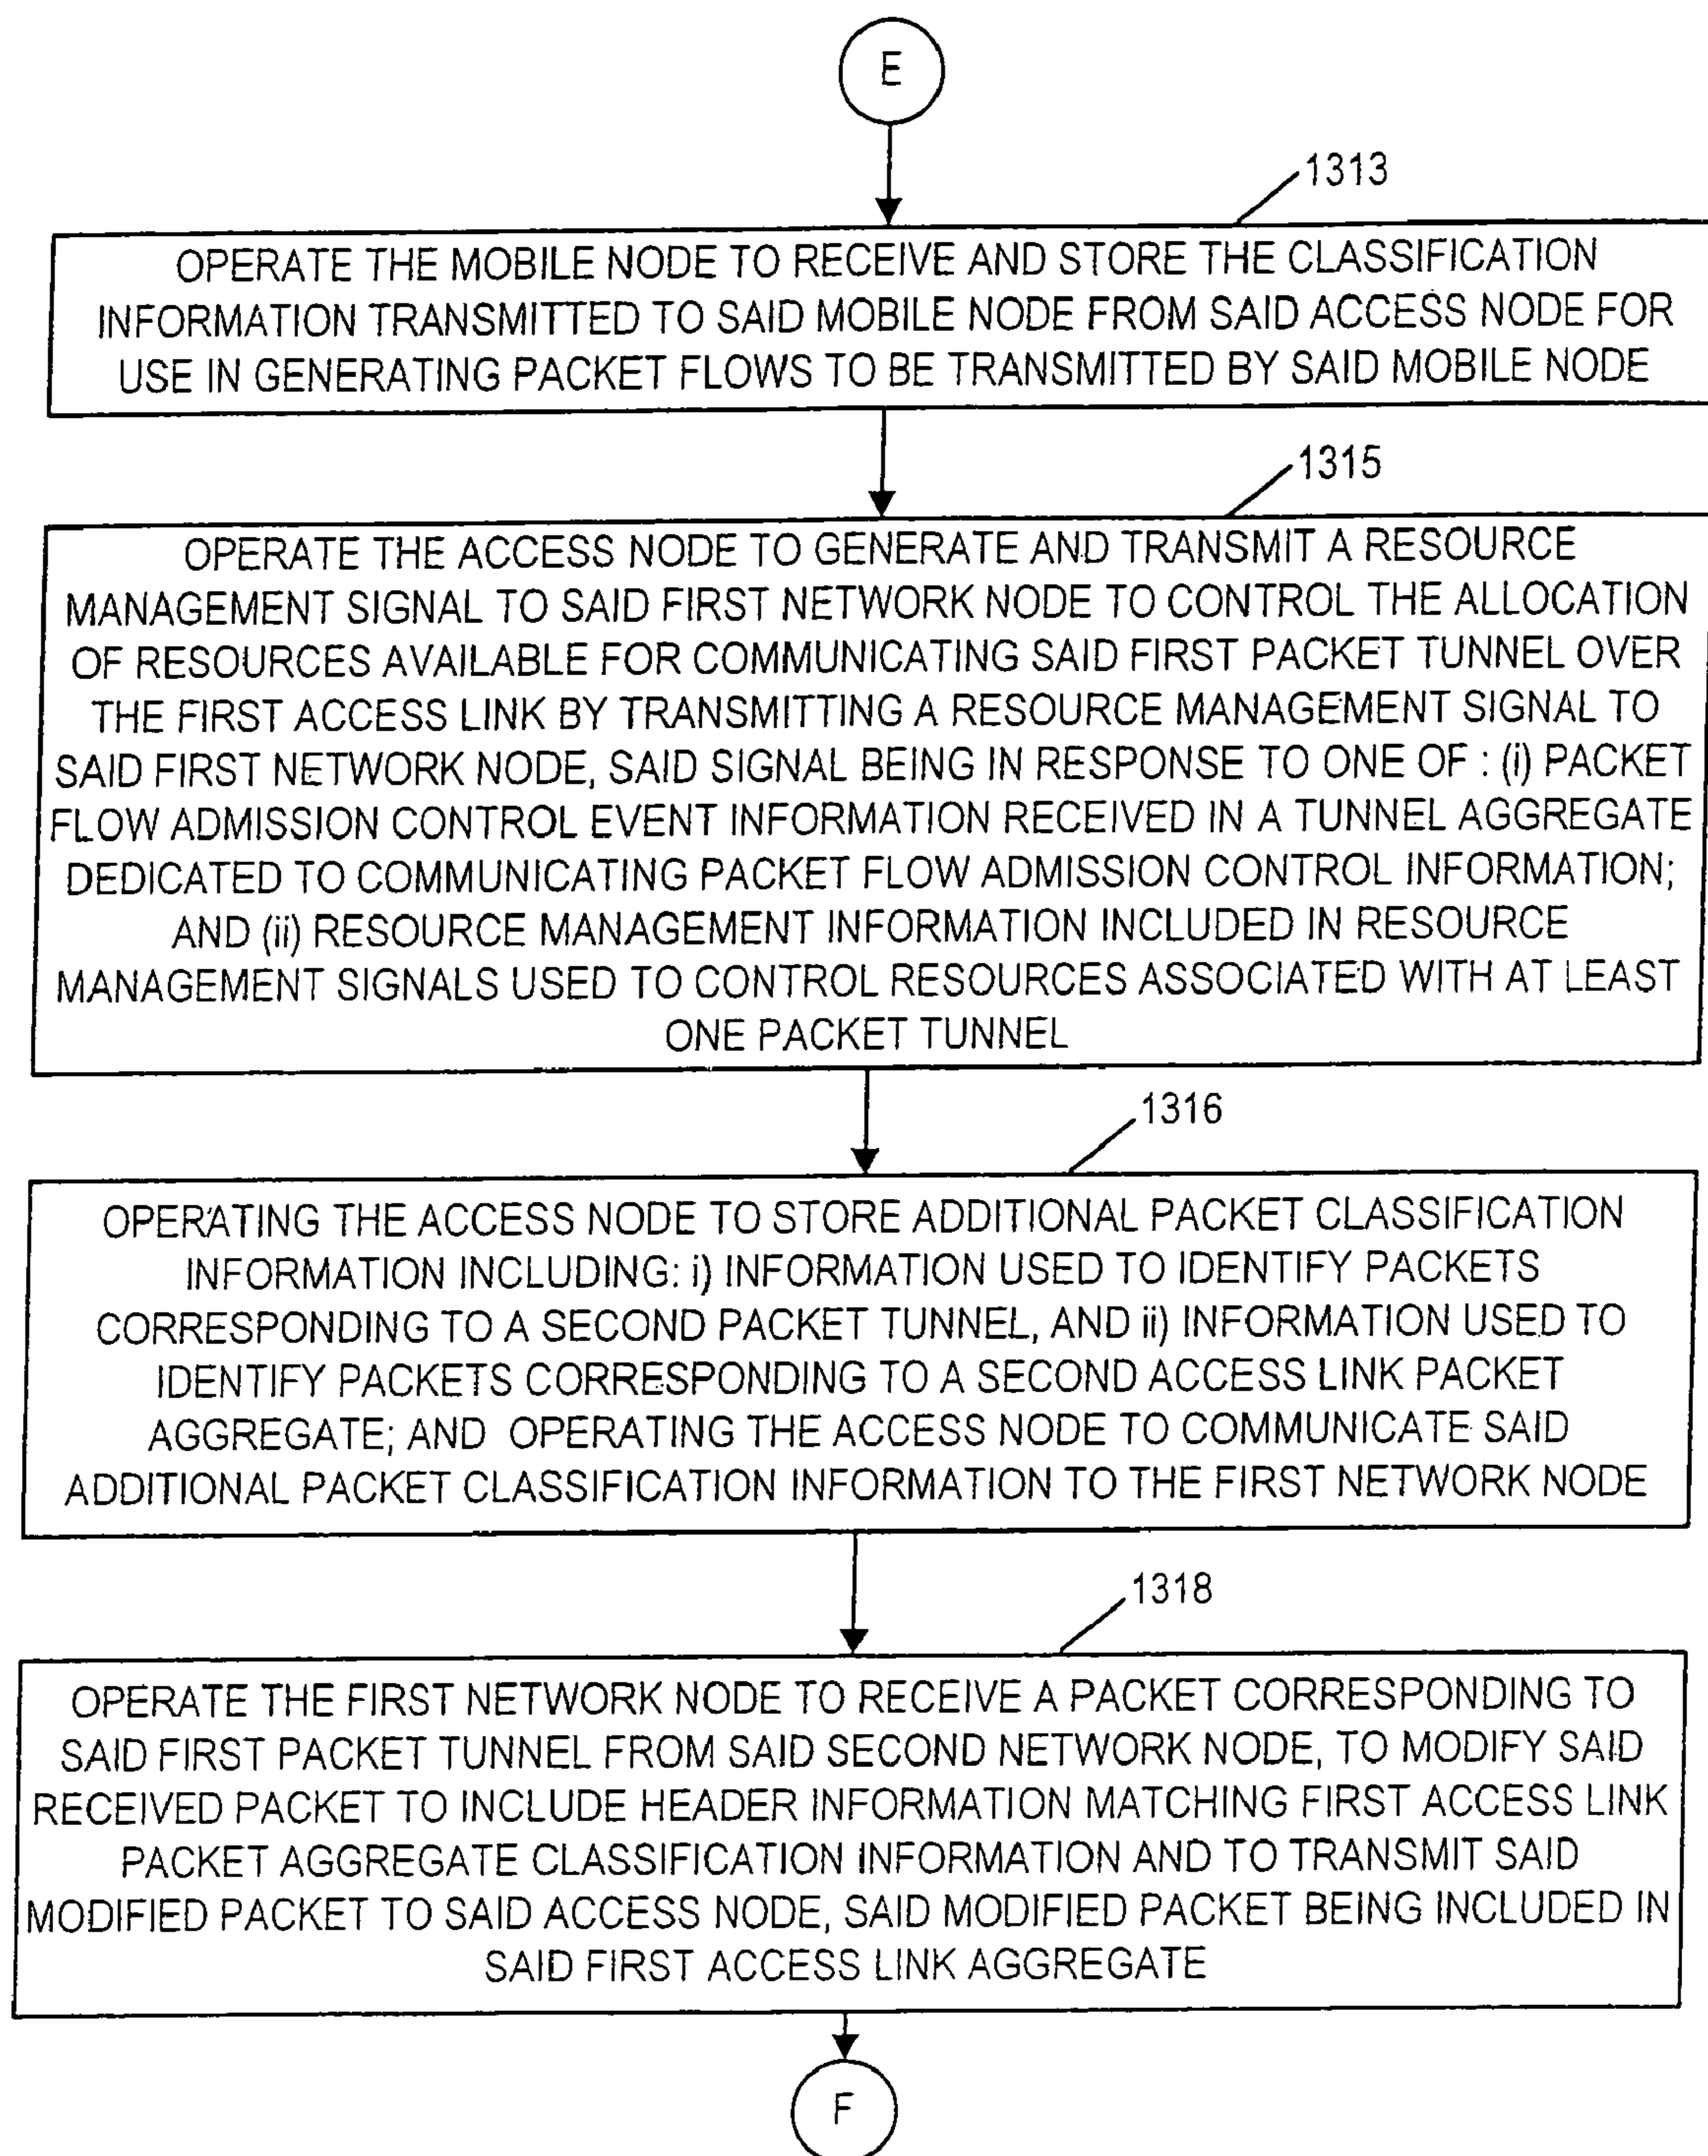 E
1313
OPERATE THE MOBILE NODE TO RECEIVE AND STORE THE CLASSIFICATION
INFORMATION TRANSMITTED TO SAID MOBILE NODE FROM SAID ACCESS NODE FOR
USE IN GENERATING PACKET FLOWS TO BE TRANSMITTED BY SAID MOBILE NODE
1315
OPERATE THE ACCESS NODE TO GENERATE AND TRANSMIT A RESOURCE
MANAGEMENT SIGNAL TO SAID FIRST NETWORK NODE TO CONTROL THE ALLOCATION
OF RESOURCES AVAILABLE FOR COMMUNICATING SAID FIRST PACKET TUNNEL OVER
THE FIRST ACCESS LINK BY TRANSMITTING A RESOURCE MANAGEMENT SIGNAL TO
SAID FIRST NETWORK NODE, SAID SIGNAL BEING IN RESPONSE TO ONE OF : (i) PACKET
FLOW ADMISSION CONTROL EVENT INFORMATION RECEIVED IN A TUNNEL AGGREGATE
DEDICATED TO COMMUNICATING PACKET FLOW ADMISSION CONTROL INFORMATION;
AND (ii) RESOURCE MANAGEMENT INFORMATION INCLUDED IN RESOURCE
MANAGEMENT SIGNALS USED TO CONTROL RESOURCES ASSOCIATED WITH AT LEAST
ONE PACKET TUNNEL
1316
OPERATING THE ACCESS NODE TO STORE ADDITIONAL PACKET CLASSIFICATION
INFORMATION INCLUDING: i) INFORMATION USED TO IDENTIFY PACKETS
CORRESPONDING TO A SECOND PACKET TUNNEL, AND ii) INFORMATION USED TO
IDENTIFY PACKETS CORRESPONDING TO A SECOND ACCESS LINK PACKET
AGGREGATE; AND OPERATING THE ACCESS NODE TO COMMUNICATE SAID
ADDITIONAL PACKET CLASSIFICATION INFORMATION TO THE FIRST NETWORK NODE
1318
OPERATE THE FIRST NETWORK NODE TO RECEIVE A PACKET CORRESPONDING TO
SAID FIRST PACKET TUNNEL FROM SAID SECOND NETWORK NODE, TO MODIFY SAID
RECEIVED PACKET TO INCLUDE HEADER INFORMATION MATCHING FIRST ACCESS LINK
PACKET AGGREGATE CLASSIFICATION INFORMATION AND TO TRANSMIT SAID
MODIFIED PACKET TO SAID ACCESS NODE, SAID MODIFIED PACKET BEING INCLUDED IN
SAID FIRST ACCESS LINK AGGREGATE
F